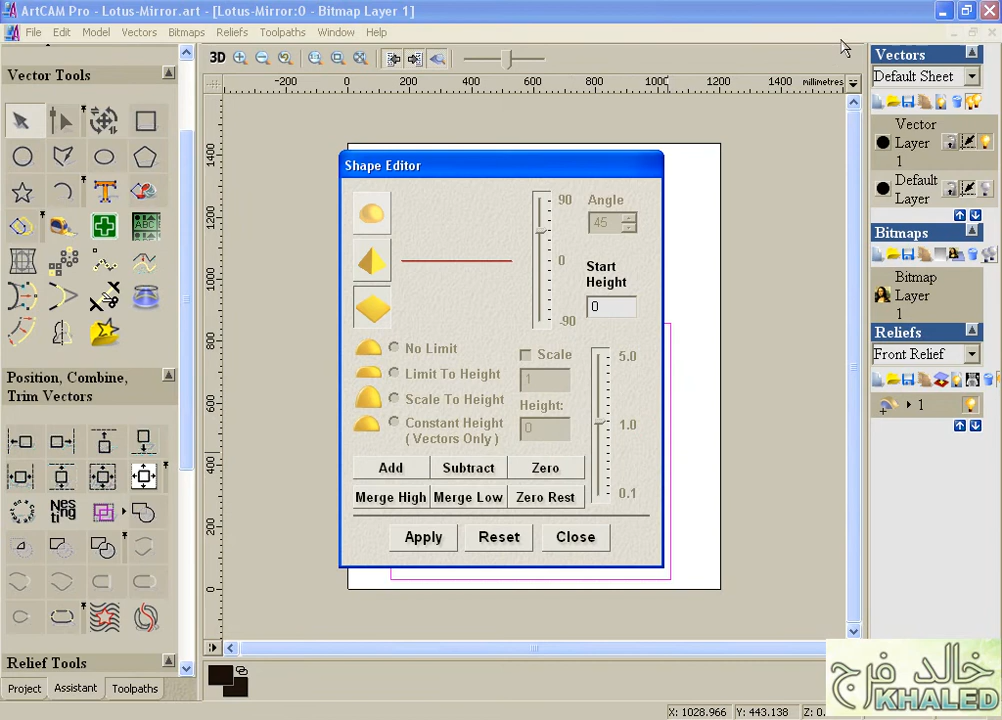 ArtCAM Pro - Lotus-Mirror.art - [Lotus-Mirror:0 - Bitmap Layer 1]
File Edit Model Vectors Bitmaps Reliefs Toolpaths Window Help
Vector Tools
3D
-200 0 200 400 600 800 1000 1200 1400 millimetres
1400
1200
1000
800
600
400
200
0
ABC
Position, Combine,
Trim Vectors
Nes
ting
Relief Tools
Project Assistant Toolpaths
Shape Editor
90
0
-90
Angle
45
Start
Height
0
No Limit
Limit To Height
Scale To Height
Constant Height
( Vectors Only )
Scale
1
Height:
0
5.0
1.0
0.1
Add Subtract Zero
Merge High Merge Low Zero Rest
Apply Reset Close
Vectors
Default Sheet
Vector
Layer
1
Default
Layer
Bitmaps
Bitmap
Layer
1
Reliefs
Front Relief
1
خالد فرج
KHALED
X: 1028.966 Y: 443.138 Z: 0.